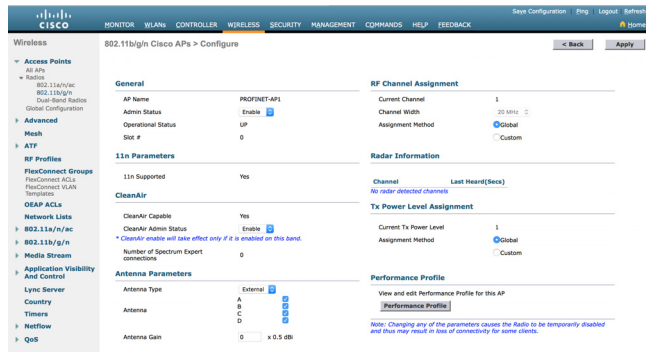 Save Configuration Ping Logout Refresh
CISCO
MONITOR WLANs CONTROLLER WIRELESS SECURITY MANAGEMENT COMMANDS HELP FEEDBACK
Home
Wireless
802.11b/g/n Cisco APs > Configure
< Back
Apply
Access Points
All APs
Radios
802.11a/n/ac
802.11b/g/n
Dual-Band Radios
Global Configuration
Advanced
Mesh
ATF
RF Profiles
FlexConnect Groups
FlexConnect ACLs
FlexConnect VLAN
Templates
OEAP ACLs
Network Lists
802.11a/n/ac
802.11b/g/n
Media Stream
Application Visibility
And Control
Lync Server
Country
Timers
Netflow
QoS
General
AP Name PROFINET-AP1
Admin Status Enable
Operational Status UP
Slot # 0
11n Parameters
11n Supported Yes
CleanAir
CleanAir Capable Yes
CleanAir Admin Status Enable
* CleanAir enable will take effect only if it is enabled on this band.
Number of Spectrum Expert
connections 0
Antenna Parameters
Antenna Type External
Antenna
A
B
C
D
Antenna Gain 0 x 0.5 dBi
RF Channel Assignment
Current Channel 1
Channel Width 20 MHz
Assignment Method Global
Custom
Radar Information
Channel Last Heard(Secs)
No radar detected channels
Tx Power Level Assignment
Current Tx Power Level 1
Assignment Method Global
Custom
Performance Profile
View and edit Performance Profile for this AP
Performance Profile
Note: Changing any of the parameters causes the Radio to be temporarily disabled
and thus may result in loss of connectivity for some clients.